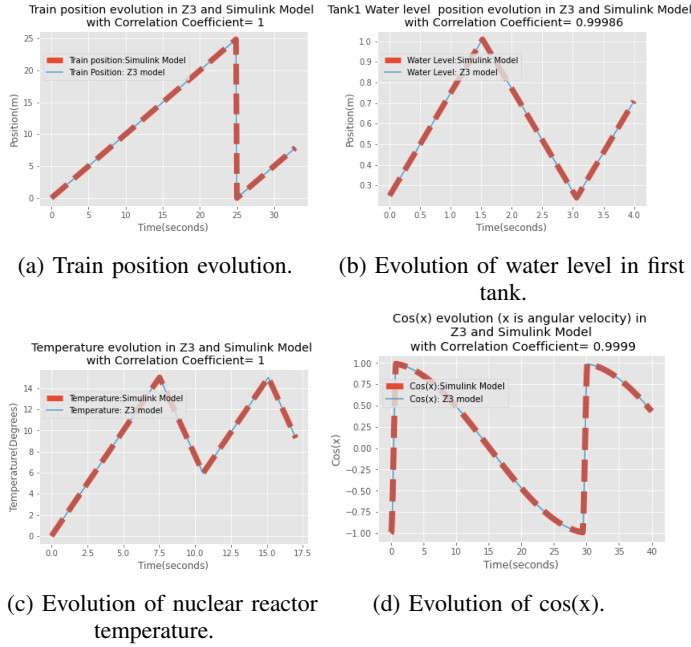 Train position evolution in Z3 and Simulink Model
with Correlation Coefficient= 1
Train position:Simulink Model
Train Position: Z3 model
Position(m)
25
20
15
10
5
0
0 5 10 15 20 25 30
Time(seconds)
(a) Train position evolution.
Tank1 Water level position evolution in Z3 and Simulink Model
with Correlation Coefficient= 0.99986
Water Level:Simulink Model
Water Level: Z3 model
Position(m)
1.0
0.9
0.8
0.7
0.6
0.5
0.4
0.3
0.0 0.5 1.0 1.5 2.0 2.5 3.0 3.5 4.0
Time(seconds)
(b) Evolution of water level in first
tank.
Temperature evolution in Z3 and Simulink Model
with Correlation Coefficient= 1
Temperature:Simulink Model
Temperature: Z3 model
Temperature(Degrees)
14
12
10
8
6
4
2
0
0.0 2.5 5.0 7.5 10.0 12.5 15.0 17.5
Time(seconds)
(c) Evolution of nuclear reactor
temperature.
Cos(x) evolution (x is angular velocity) in
Z3 and Simulink Model
with Correlation Coefficient= 0.9999
Cos(x):Simulink Model
Cos(x): Z3 model
Cos(x)
1.00
0.75
0.50
0.25
0.00
−0.25
−0.50
−0.75
−1.00
0 5 10 15 20 25 30 35 40
Time(seconds)
(d) Evolution of cos(x).